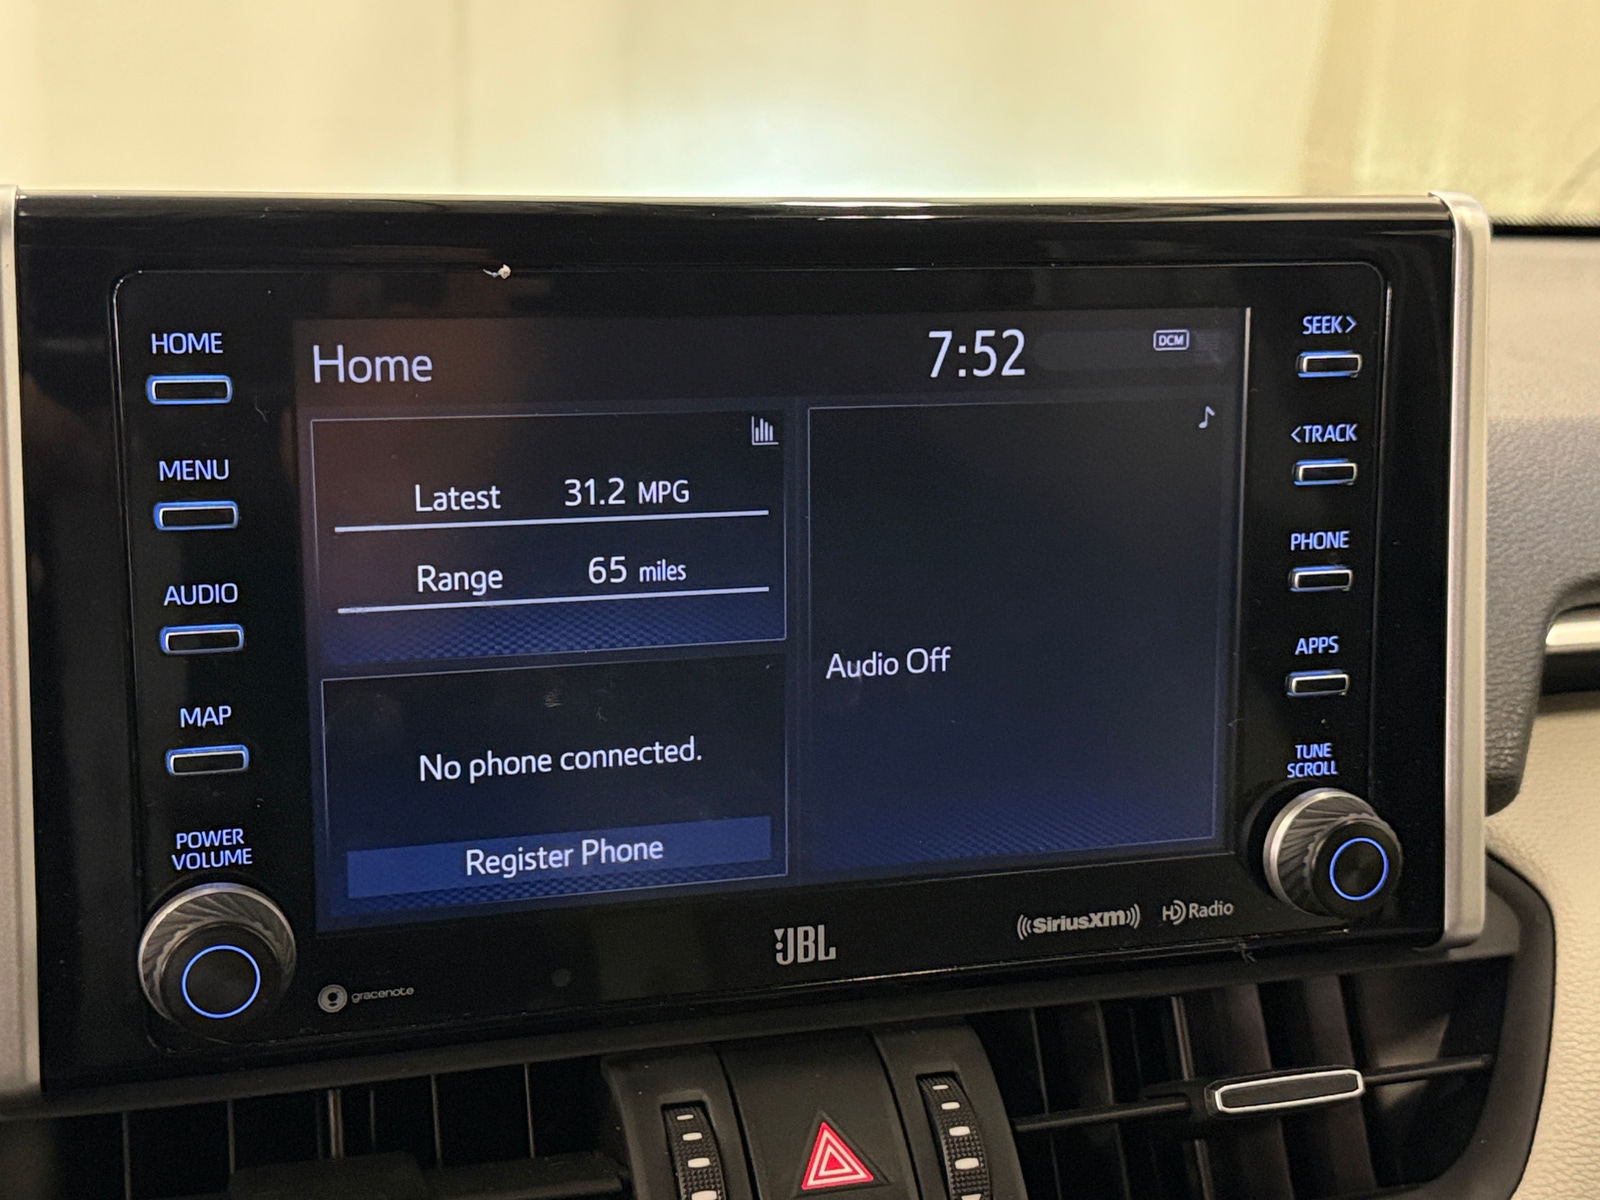 HOME
MENU
AUDIO
MAP
POWER
VOLUME
Home
7:52
DCM
Latest 31.2 MPG
Range 65 miles
No phone connected.
Register Phone
Audio Off
SEEK>
<TRACK
PHONE
APPS
TUNE
SCROLL
gracenote
JBL
SiriusXM
HD Radio